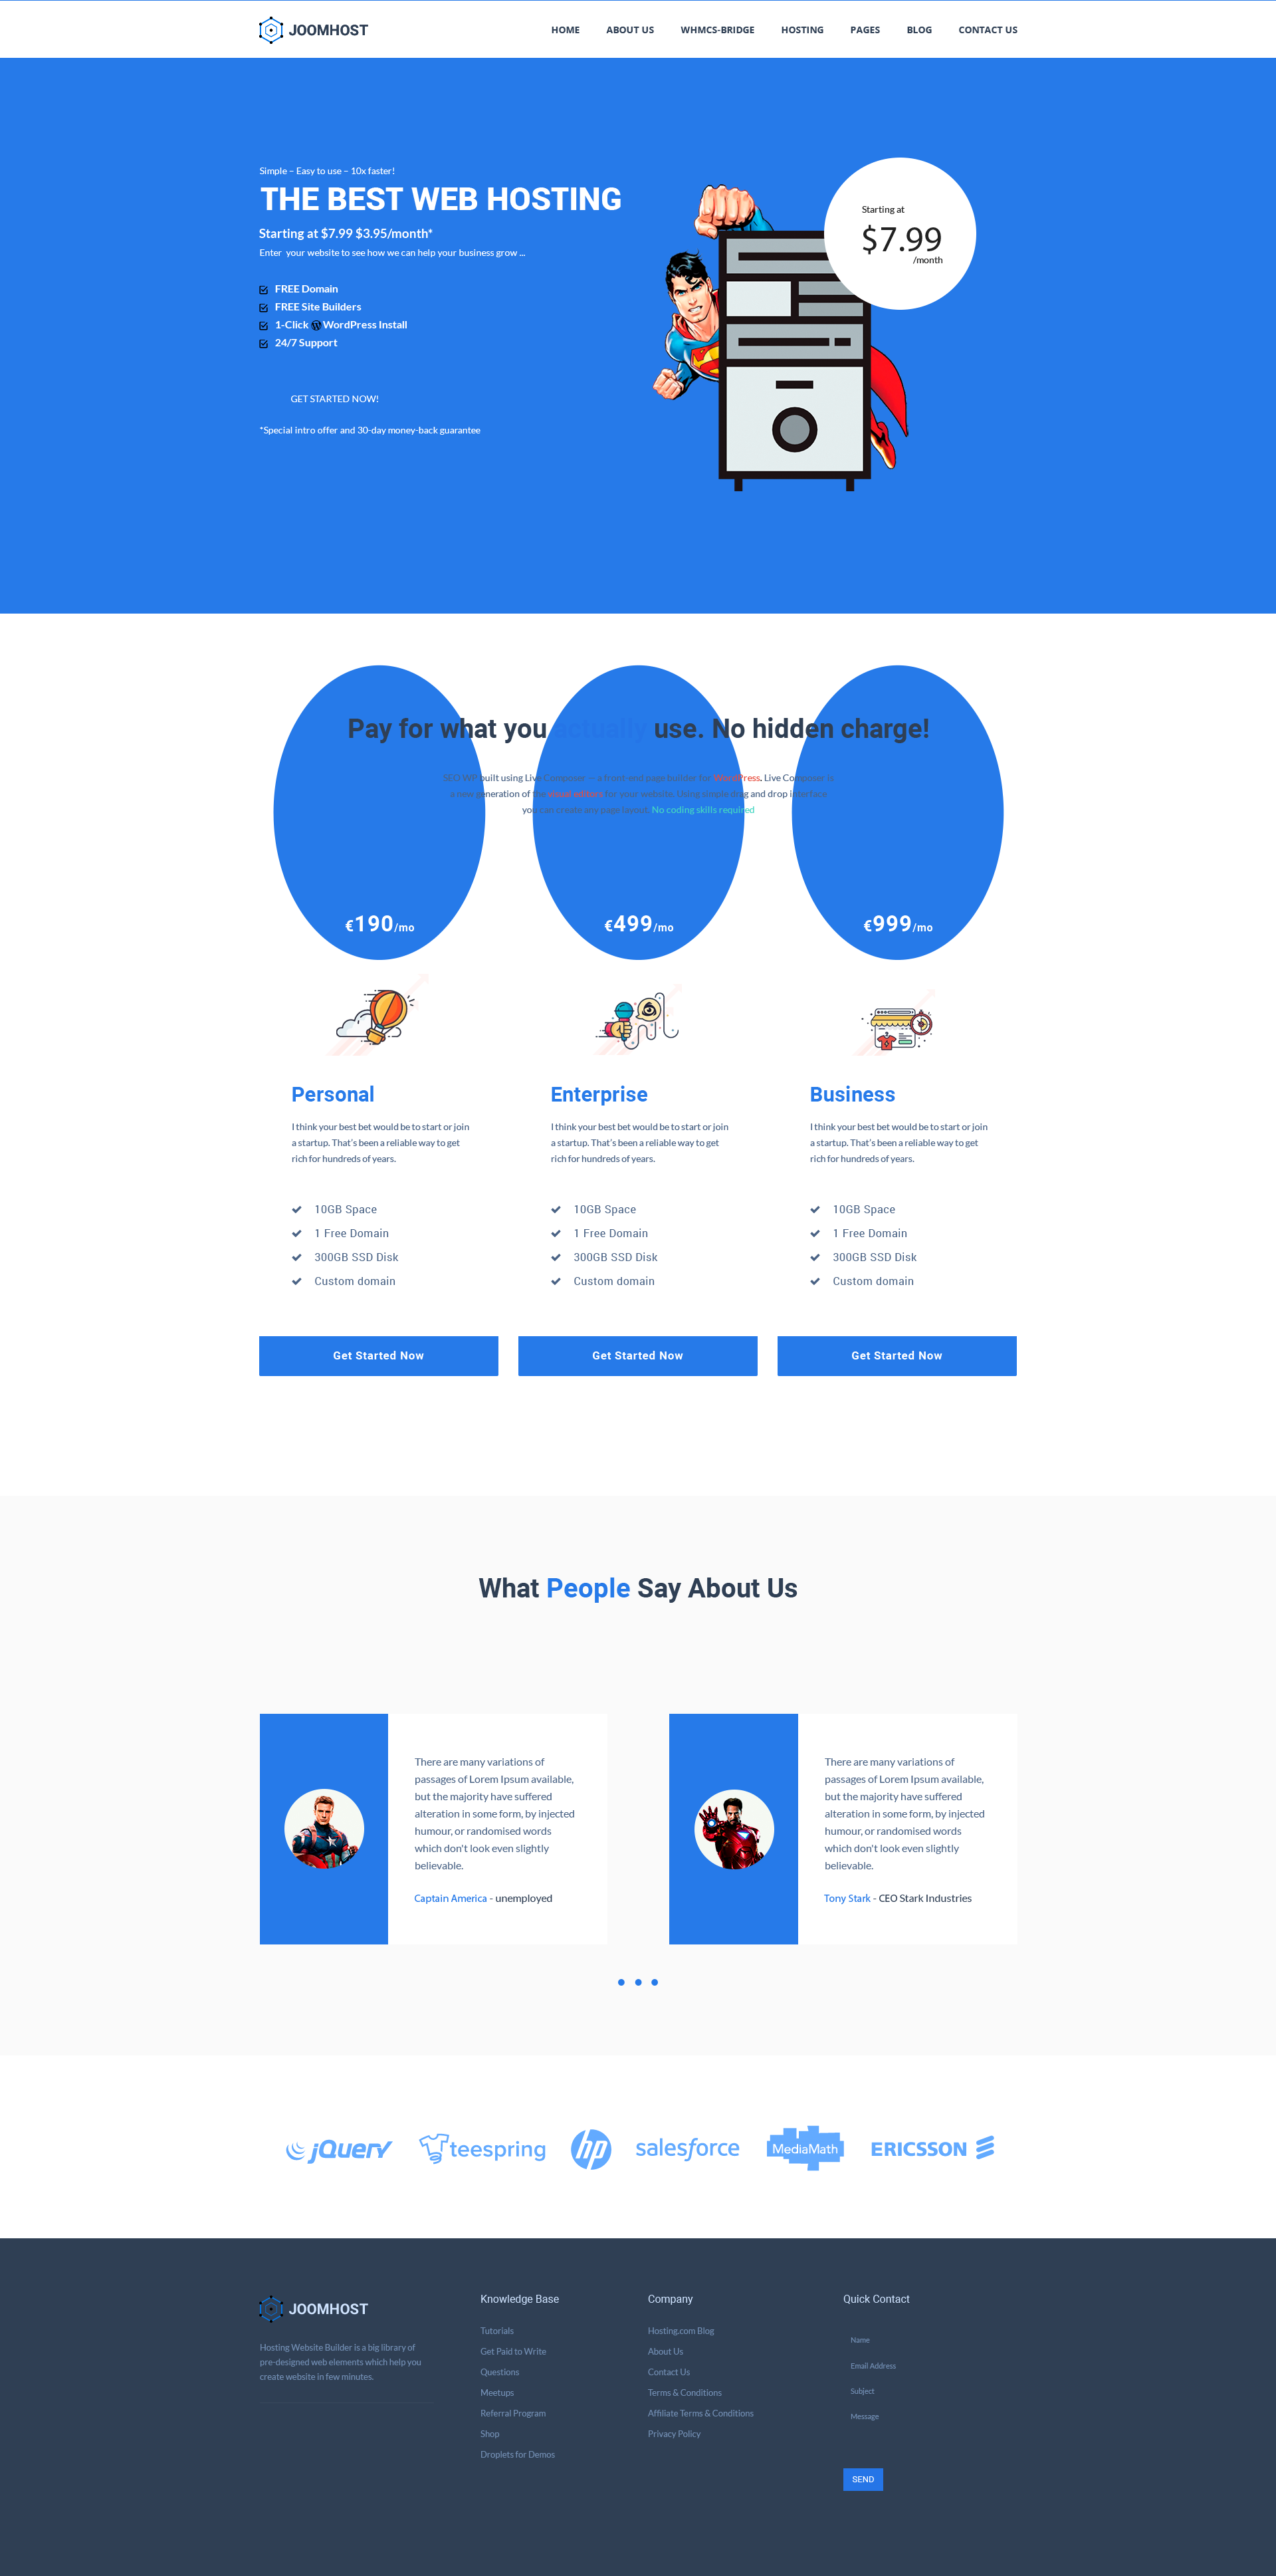 JOOMHOST
HOME ABOUT US WHMCS-BRIDGE HOSTING PAGES BLOG CONTACT US
Simple – Easy to use – 10x faster!
THE BEST WEB HOSTING
Starting at $7.99 $3.95/month*
Enter your website to see how we can help your business grow ...
FREE Domain
FREE Site Builders
1-Click WordPress Install
24/7 Support
GET STARTED NOW!
*Special intro offer and 30-day money-back guarantee
Starting at
$7.99
/month
Pay for what you actually use. No hidden charge!
SEO WP built using Live Composer – a front-end page builder for WordPress. Live Composer is
a new generation of the visual editors for your website. Using simple drag and drop interface
you can create any page layout. No coding skills required
€190/mo
€499/mo
€999/mo
Personal
I think your best bet would be to start or join
a startup. That's been a reliable way to get
rich for hundreds of years.
10GB Space
1 Free Domain
300GB SSD Disk
Custom domain
Get Started Now
Enterprise
I think your best bet would be to start or join
a startup. That's been a reliable way to get
rich for hundreds of years.
10GB Space
1 Free Domain
300GB SSD Disk
Custom domain
Get Started Now
Business
I think your best bet would be to start or join
a startup. That's been a reliable way to get
rich for hundreds of years.
10GB Space
1 Free Domain
300GB SSD Disk
Custom domain
Get Started Now
What People Say About Us
There are many variations of
passages of Lorem Ipsum available,
but the majority have suffered
alteration in some form, by injected
humour, or randomised words
which don't look even slightly
believable.
Captain America - unemployed
There are many variations of
passages of Lorem Ipsum available,
but the majority have suffered
alteration in some form, by injected
humour, or randomised words
which don't look even slightly
believable.
Tony Stark - CEO Stark Industries
jQuery teespring hp salesforce MediaMath ERICSSON
JOOMHOST
Hosting Website Builder is a big library of
pre-designed web elements which help you
create website in few minutes.
Knowledge Base
Tutorials
Get Paid to Write
Questions
Meetups
Referral Program
Shop
Droplets for Demos
Company
Hosting.com Blog
About Us
Contact Us
Terms & Conditions
Affiliate Terms & Conditions
Privacy Policy
Quick Contact
Name
Email Address
Subject
Message
SEND